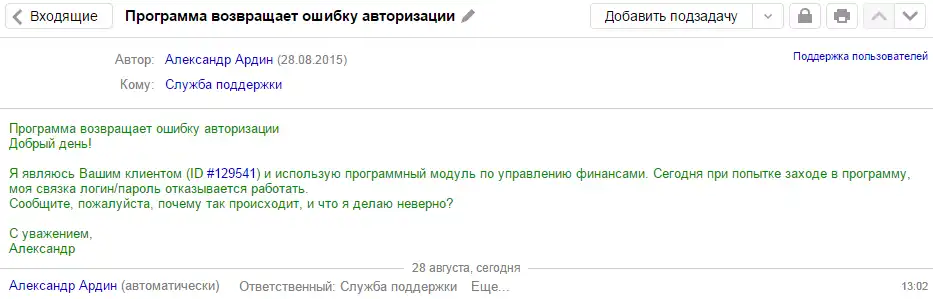 Входящие
Программа возвращает ошибку авторизации
Добавить подзадачу
Автор: Александр Ардин (28.08.2015)
Поддержка пользователей
Кому: Служба поддержки
Программа возвращает ошибку авторизации
Добрый день!
Я являюсь Вашим клиентом (ID #129541) и использую программный модуль по управлению финансами. Сегодня при попытке заходе в программу,
моя связка логин/пароль отказывается работать.
Сообщите, пожалуйста, почему так происходит, и что я делаю неверно?
С уважением,
Александр
28 августа, сегодня
Александр Ардин (автоматически) Ответственный: Служба поддержки Еще... 13:02